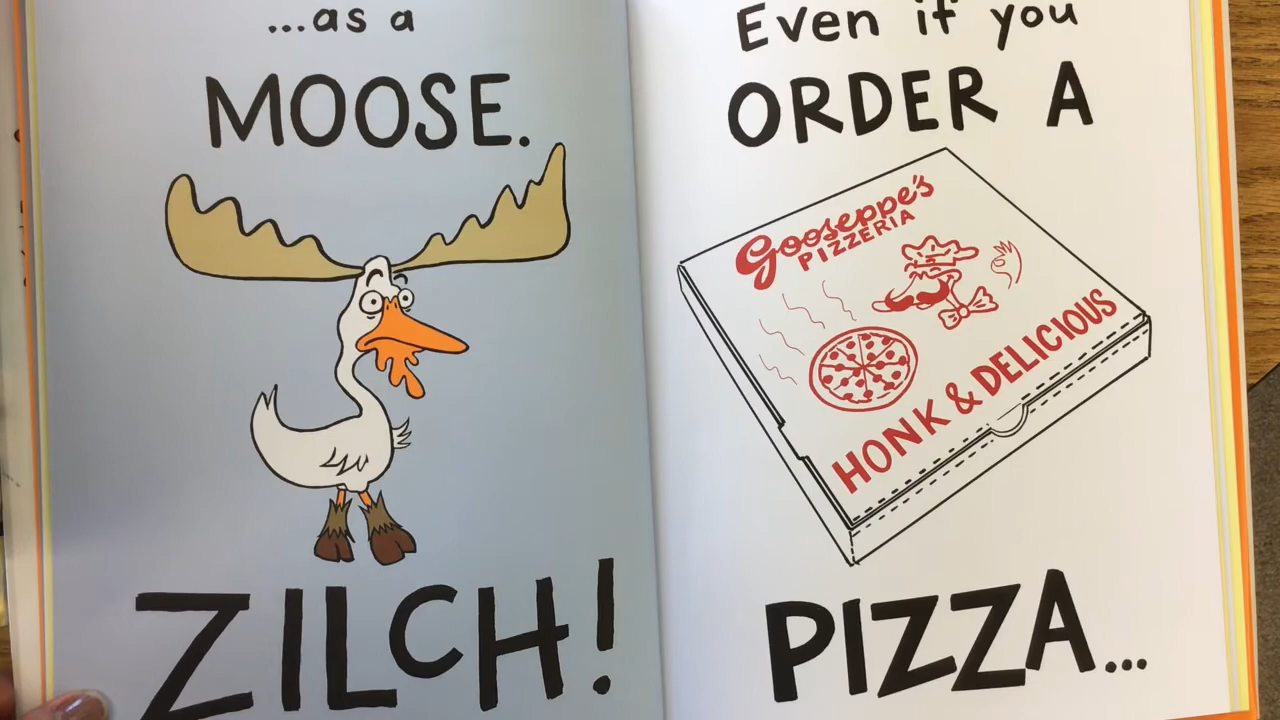 ...as a
MOOSE.
ZILCH!
Even if you
ORDER A
Gooseppe's
PIZZERIA
HONK & DELICIOUS
PIZZA...